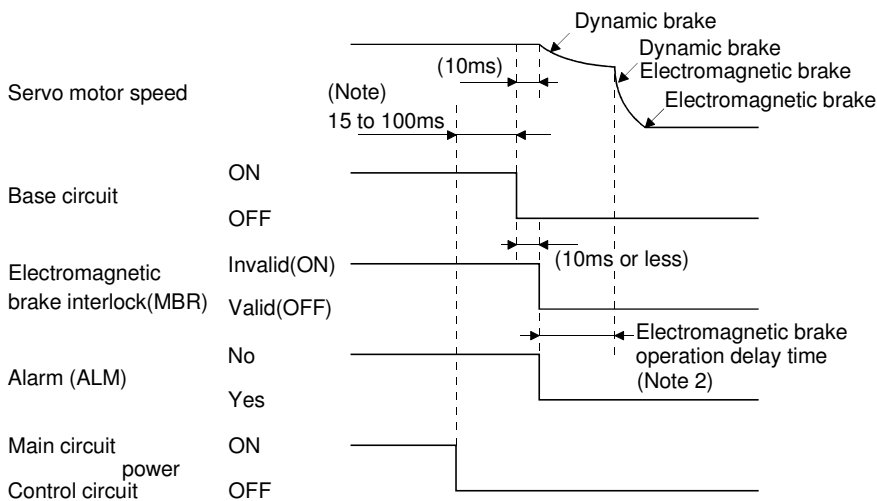 Dynamic brake
Dynamic brake
Electromagnetic brake
Electromagnetic brake
Servo motor speed
(10ms)
(Note)
15 to 100ms
Base circuit
ON
OFF
(10ms or less)
Electromagnetic
brake interlock(MBR)
Invalid(ON)
Valid(OFF)
Electromagnetic brake
operation delay time
(Note 2)
Alarm (ALM)
No
Yes
Main circuit
power
Control circuit
ON
OFF